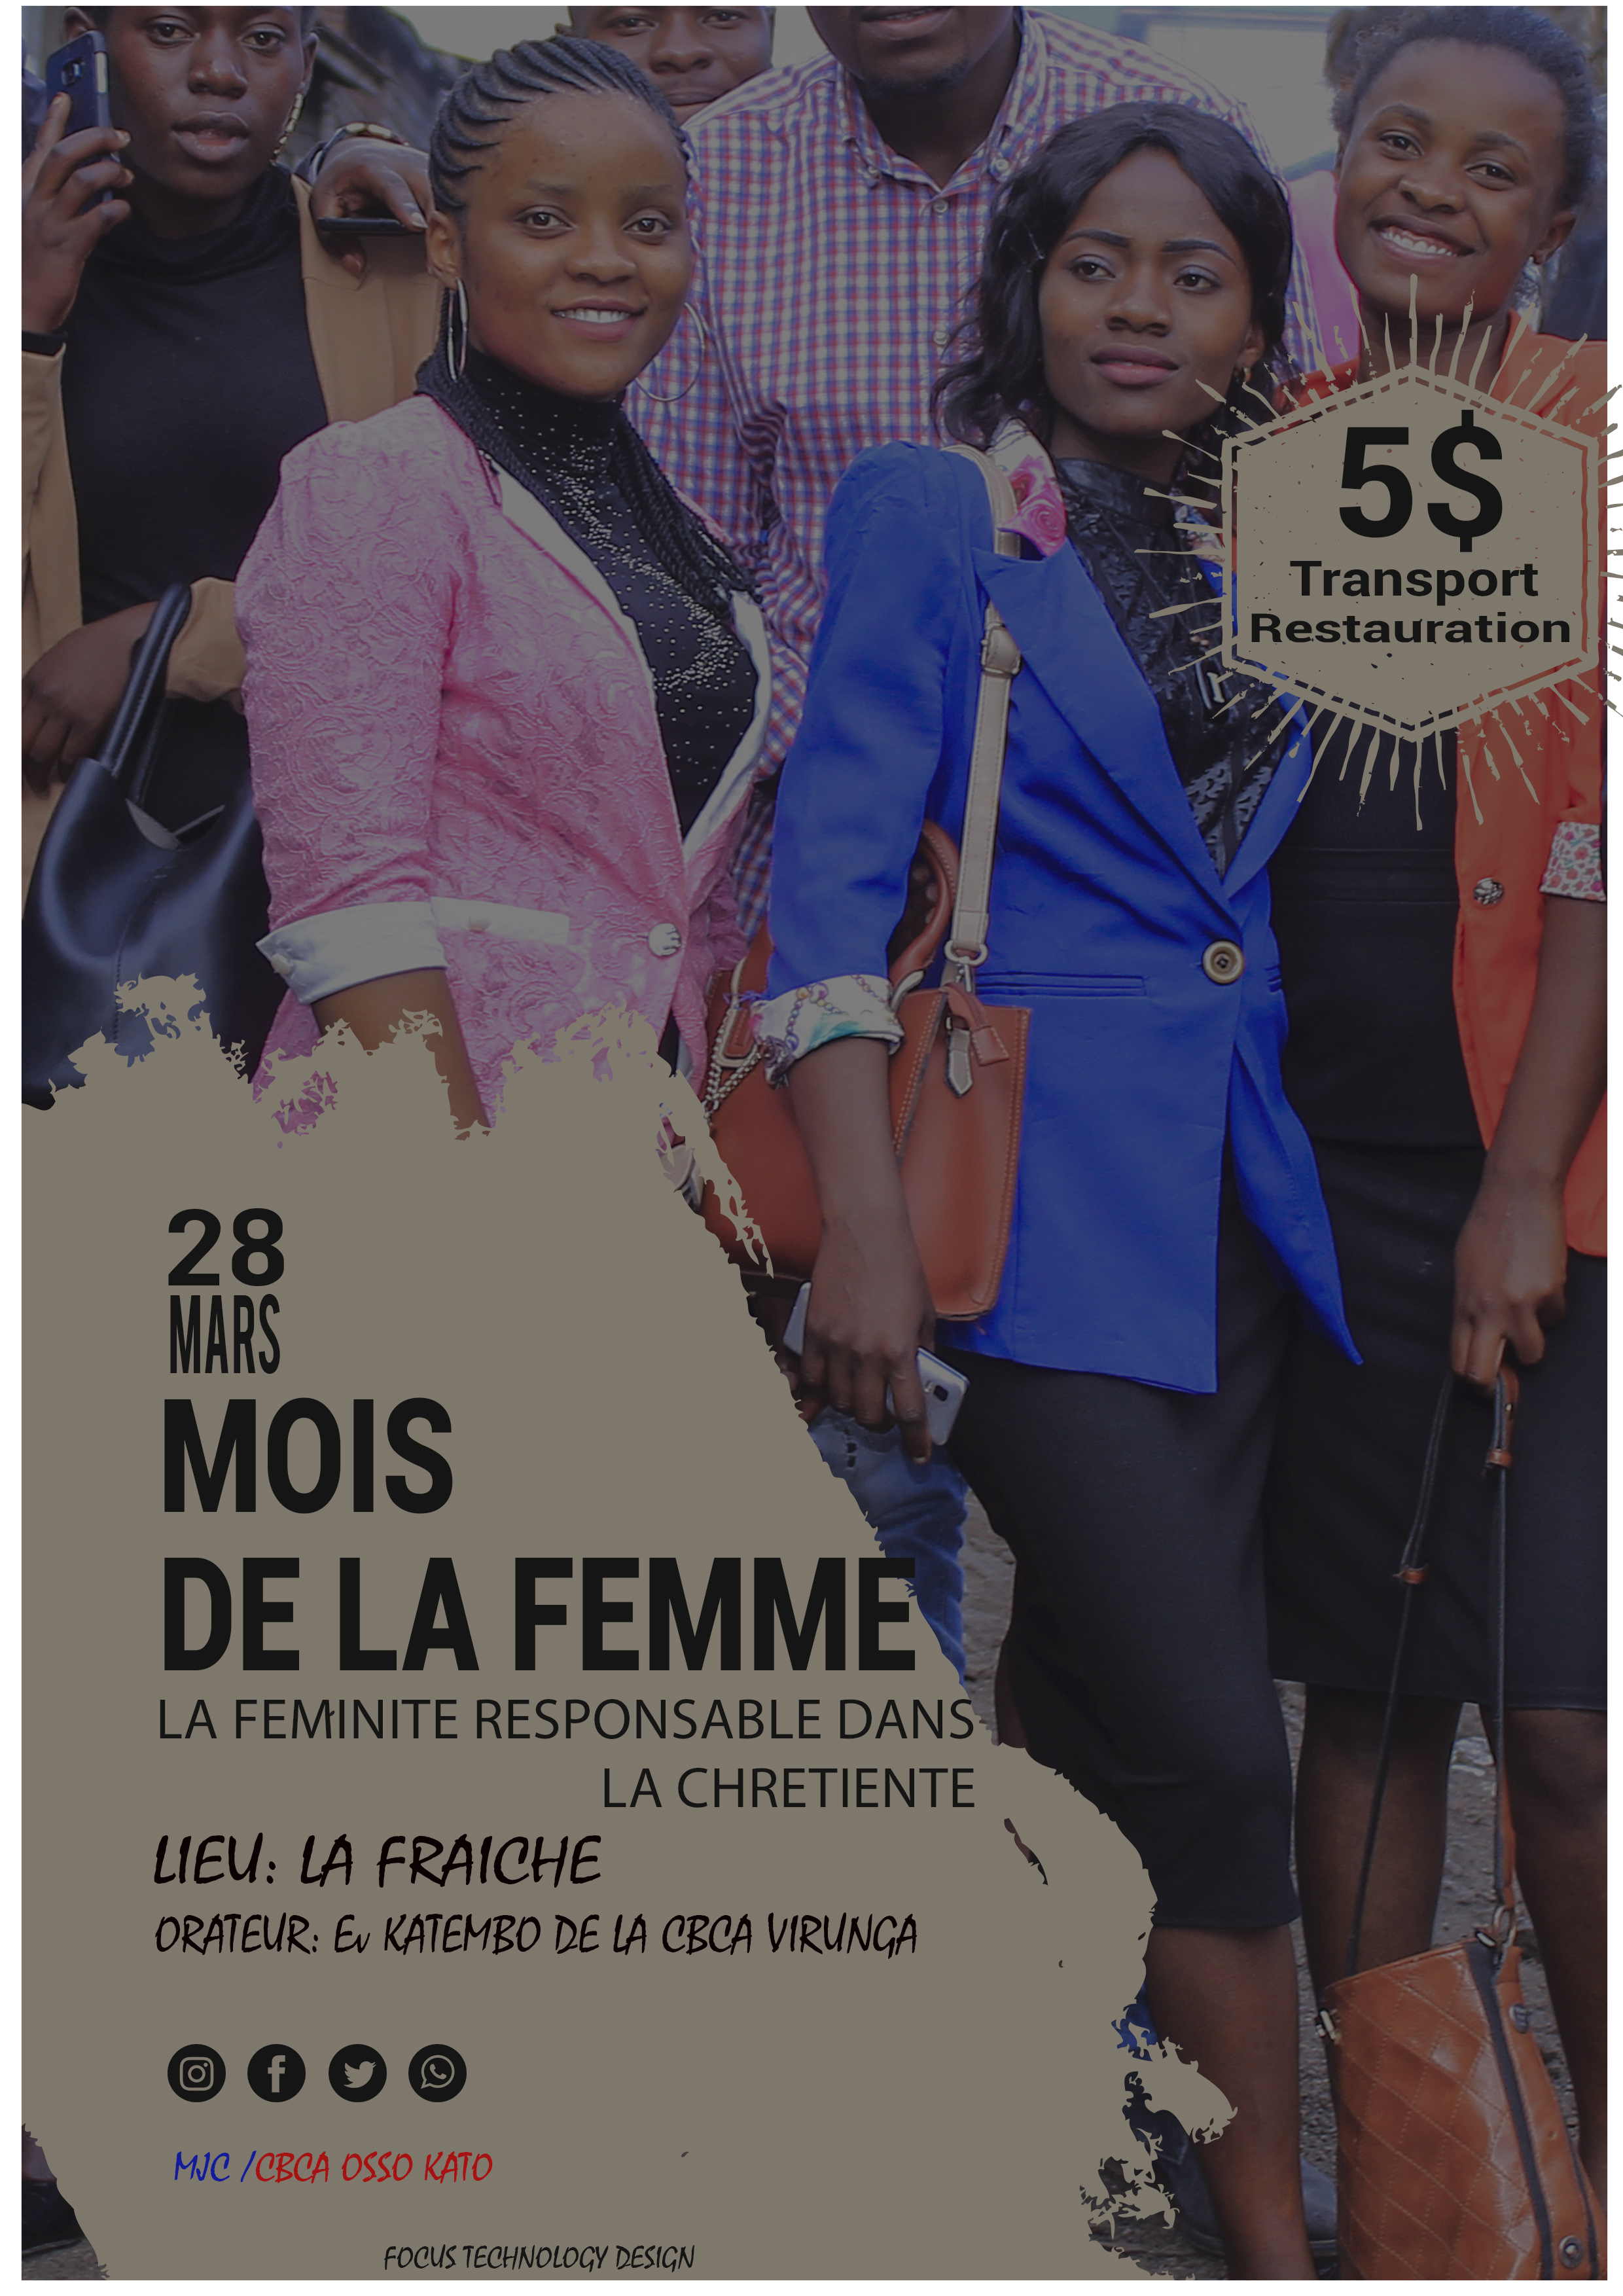 5$
Transport
Restauration
28
MARS
MOIS
DE LA FEMME
LA FEMINITE RESPONSABLE DANS
LA CHRETIENTE
LIEU: LA FRAICHE
ORATEUR: Ev KATEMBO DE LA CBCA VIRUNGA
MJC /CBCA OSSO KATO
FOCUS TECHNOLOGY DESIGN